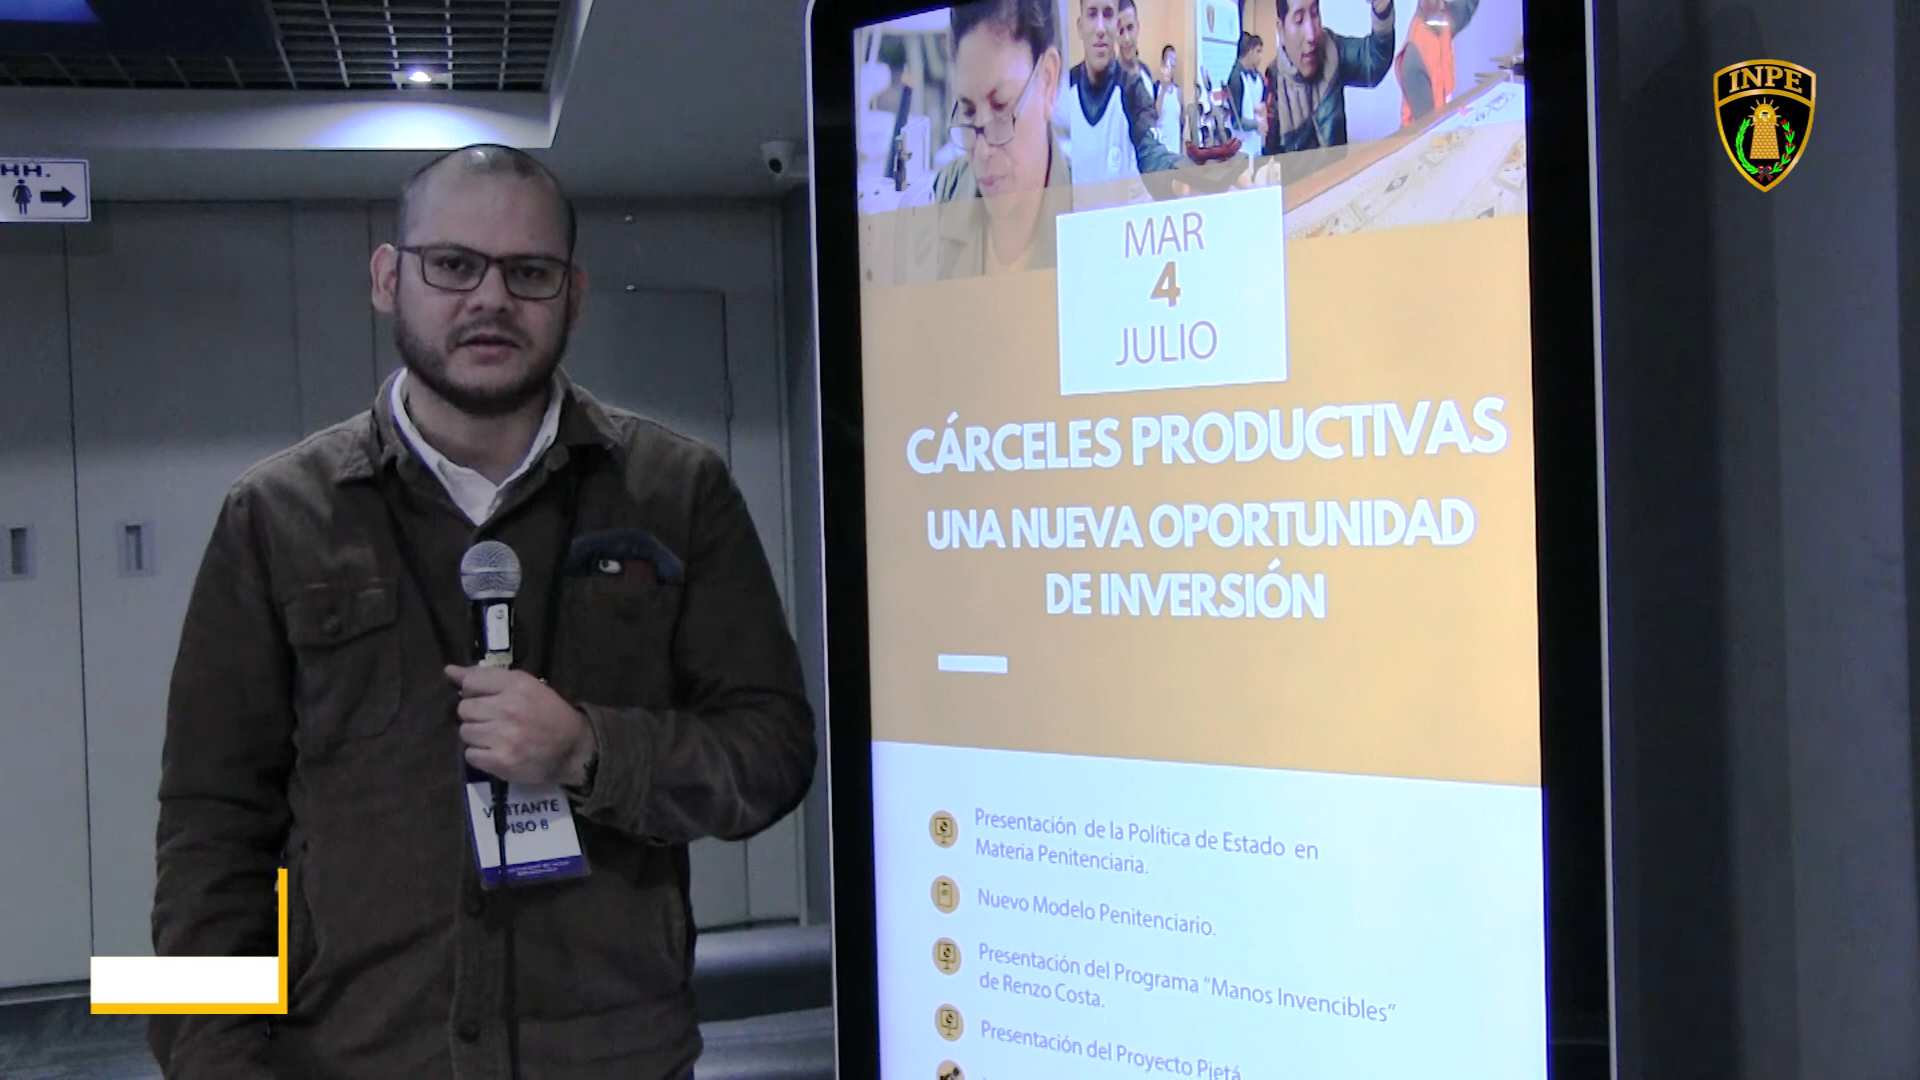 INPE
HH.
MAR
4
JULIO
CÁRCELES PRODUCTIVAS
UNA NUEVA OPORTUNIDAD
DE INVERSIÓN
VISITANTE
PISO 8
Presentación de la Política de Estado en
Materia Penitenciaria.
Nuevo Modelo Penitenciario.
Presentación del Programa “Manos Invencibles”
de Renzo Costa.
Presentación del Proyecto Pietá